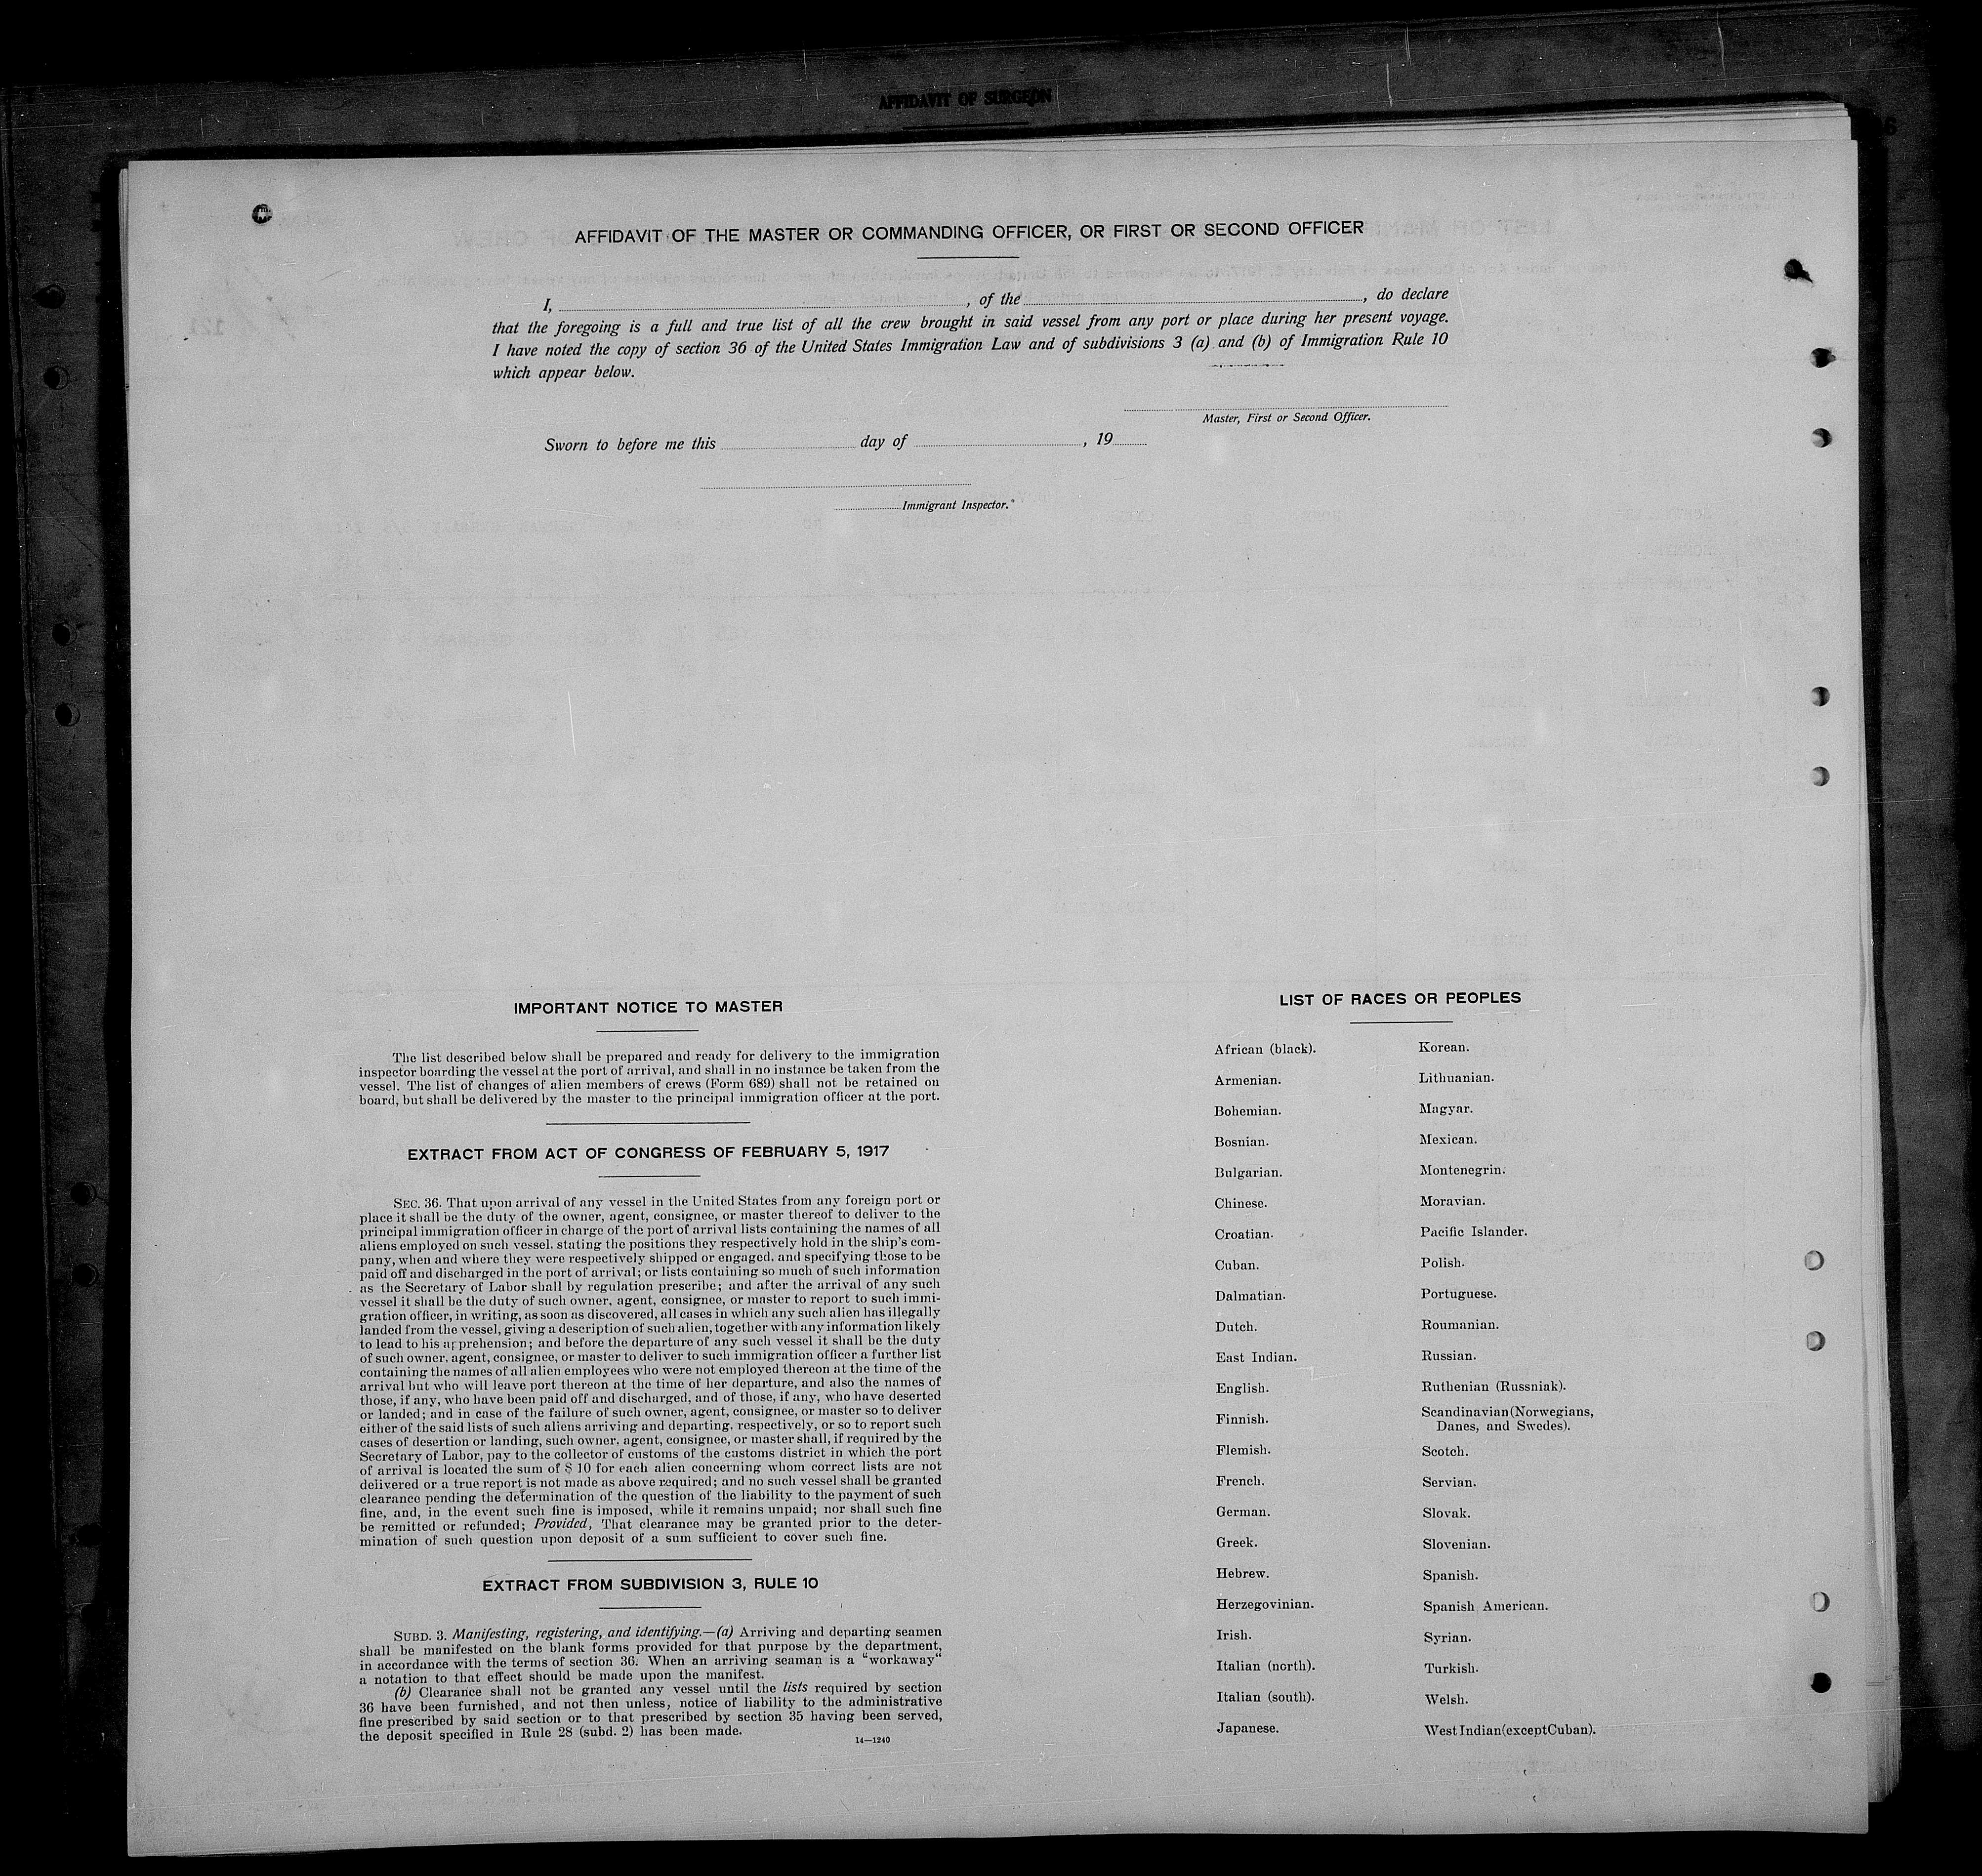 AFFIDAVIT OF SURGEON
AFFIDAVIT OF THE MASTER OR COMMANDING OFFICER, OR FIRST OR SECOND OFFICER
I, , of the , do declare
that the foregoing is a full and true list of all the crew brought in said vessel from any port or place during her present voyage.
I have noted the copy of section 36 of the United States Immigration Law and of subdivisions 3 (a) and (b) of Immigration Rule 10
which appear below.
Master, First or Second Officer.
Sworn to before me this day of , 19
Immigrant Inspector.
IMPORTANT NOTICE TO MASTER
The list described below shall be prepared and ready for delivery to the immigration
inspector boarding the vessel at the port of arrival, and shall in no instance be taken from the
vessel. The list of changes of alien members of crews (Form 689) shall not be retained on
board, but shall be delivered by the master to the principal immigration officer at the port.
EXTRACT FROM ACT OF CONGRESS OF FEBRUARY 5, 1917
SEC. 36. That upon arrival of any vessel in the United States from any foreign port or
place it shall be the duty of the owner, agent, consignee, or master thereof to deliver to the
principal immigration officer in charge of the port of arrival lists containing the names of all
aliens employed on such vessel, stating the positions they respectively hold in the ship's com-
pany, when and where they were respectively shipped or engaged, and specifying those to be
paid off and discharged in the port of arrival; or lists containing so much of such information
as the Secretary of Labor shall by regulation prescribe; and after the arrival of any such
vessel it shall be the duty of such owner, agent, consignee, or master to report to such immi-
gration officer, in writing, as soon as discovered, all cases in which any such alien has illegally
landed from the vessel, giving a description of such alien, together with any information likely
to lead to his apprehension; and before the departure of any such vessel it shall be the duty
of such owner, agent, consignee, or master to deliver to such immigration officer a further list
containing the names of all alien employees who were not employed thereon at the time of the
arrival but who will leave port thereon at the time of her departure, and also the names of
those, if any, who have been paid off and discharged, and of those, if any, who have deserted
or landed; and in case of the failure of such owner, agent, consignee, or master so to deliver
either of the said lists of such aliens arriving and departing, respectively, or so to report such
cases of desertion or landing, such owner, agent, consignee, or master shall, if required by the
Secretary of Labor, pay to the collector of customs of the customs district in which the port
of arrival is located the sum of $ 10 for each alien concerning whom correct lists are not
delivered or a true report is not made as above required; and no such vessel shall be granted
clearance pending the determination of the question of the liability to the payment of such
fine, and, in the event such fine is imposed, while it remains unpaid; nor shall such fine
be remitted or refunded; Provided, That clearance may be granted prior to the deter-
mination of such question upon deposit of a sum sufficient to cover such fine.
EXTRACT FROM SUBDIVISION 3, RULE 10
SUBD. 3. Manifesting, registering, and identifying.—(a) Arriving and departing seamen
shall be manifested on the blank forms provided for that purpose by the department,
in accordance with the terms of section 36. When an arriving seaman is a "workaway"
a notation to that effect should be made upon the manifest.
(b) Clearance shall not be granted any vessel until the lists required by section
36 have been furnished, and not then unless, notice of liability to the administrative
fine prescribed by said section or to that prescribed by section 35 having been served,
the deposit specified in Rule 28 (subd. 2) has been made.
14—1240
LIST OF RACES OR PEOPLES
African (black).
Armenian.
Bohemian.
Bosnian.
Bulgarian.
Chinese.
Croatian.
Cuban.
Dalmatian.
Dutch.
East Indian.
English.
Finnish.
Flemish.
French.
German.
Greek.
Hebrew.
Herzegovinian.
Irish.
Italian (north).
Italian (south).
Japanese.
Korean.
Lithuanian.
Magyar.
Mexican.
Montenegrin.
Moravian.
Pacific Islander.
Polish.
Portuguese.
Roumanian.
Russian.
Ruthenian (Russniak).
Scandinavian (Norwegians,
Danes, and Swedes).
Scotch.
Servian.
Slovak.
Slovenian.
Spanish.
Spanish American.
Syrian.
Turkish.
Welsh.
West Indian (except Cuban).